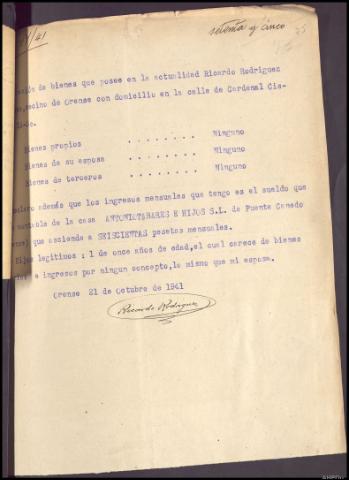 /41
setenta y cinco
75
de bienes que posee en la actualidad Ricardo Rodriguez
vecino de Orense con domicilio en la calle de Cardenal Cis-
Bienes propios ........ Ninguno
Bienes de su esposa ........ Ninguno
Bienes de terceros ........ Ninguno
además que los ingresos mensuales que tengo es el sueldo que
contable de la casa ANTONIO TABARES E HIJOS S.L. de Puente Canedo
que asciende a SEISCIENTAS pesetas mensuales.
Hijos legitimos : 1 de once años de edad, el cual carece de bienes
e ingresos por ningun concepto, lo mismo que mi esposa.
Orense 21 de Octubre de 1941
Ricardo Rodriguez